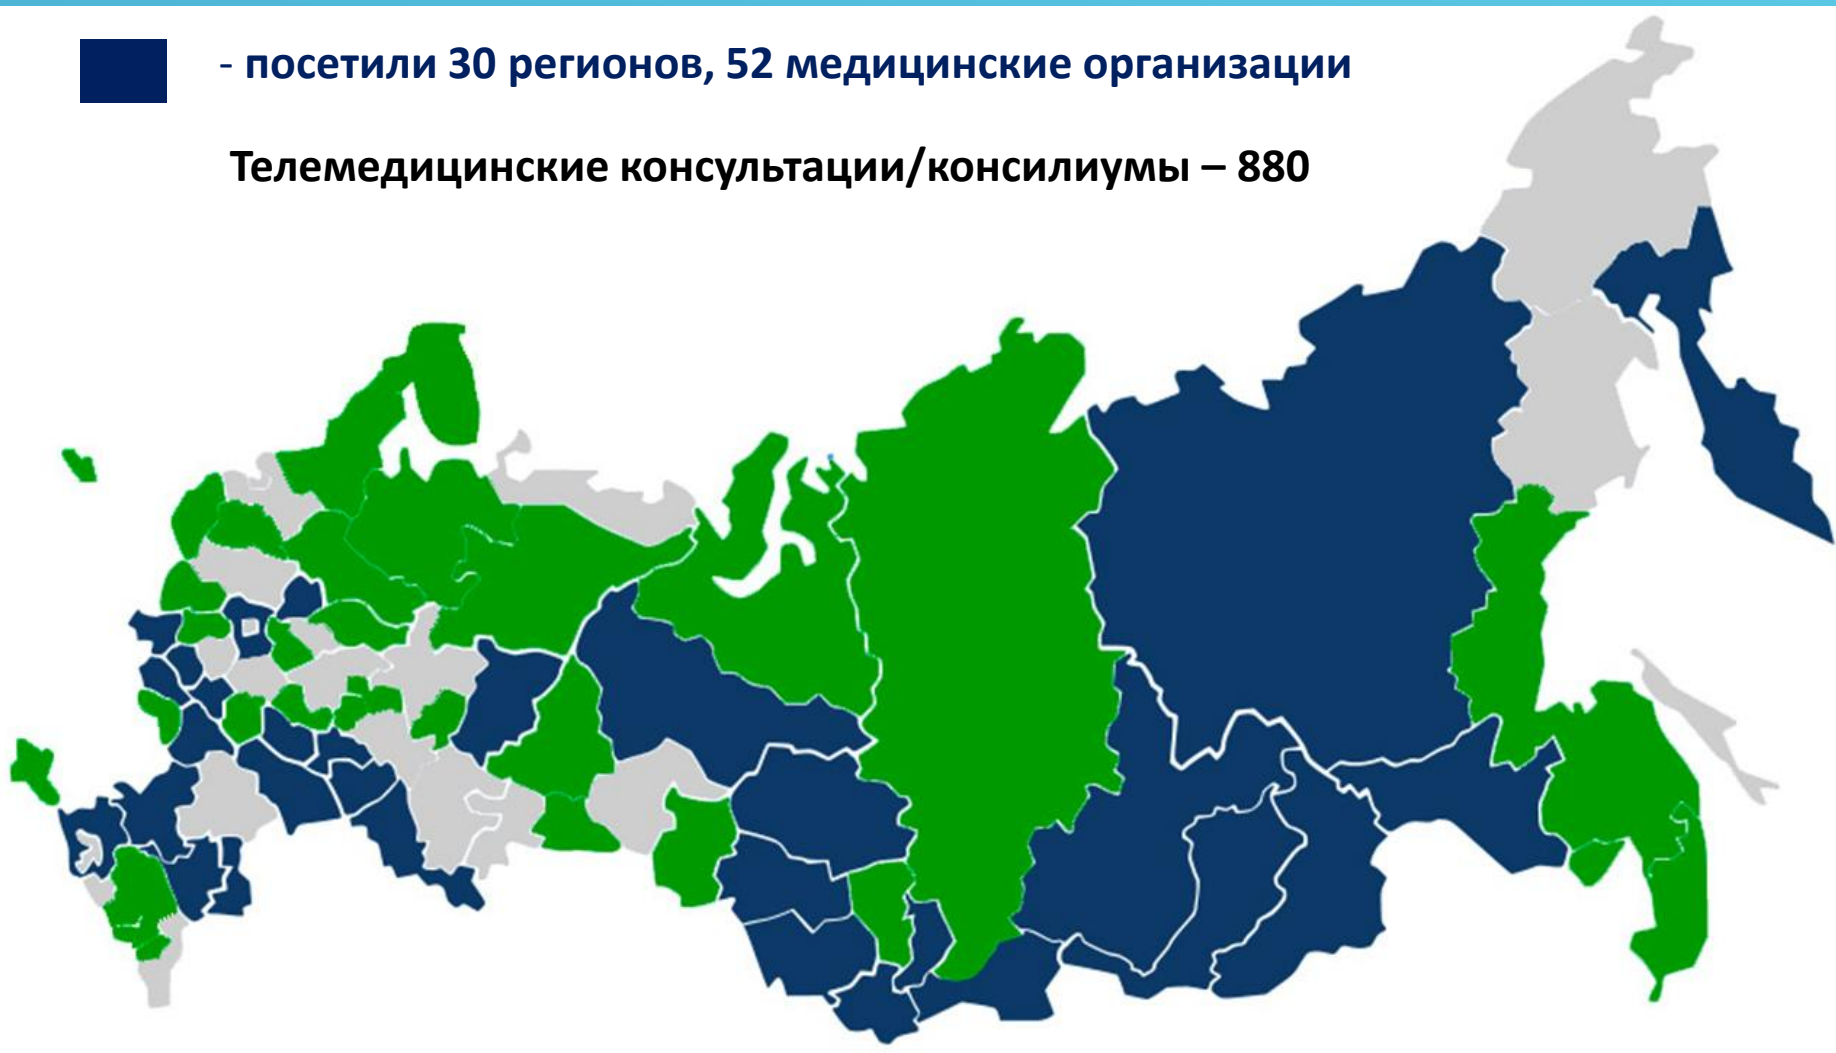 - посетили 30 регионов, 52 медицинские организации
Телемедицинские консультации/консилиумы – 880